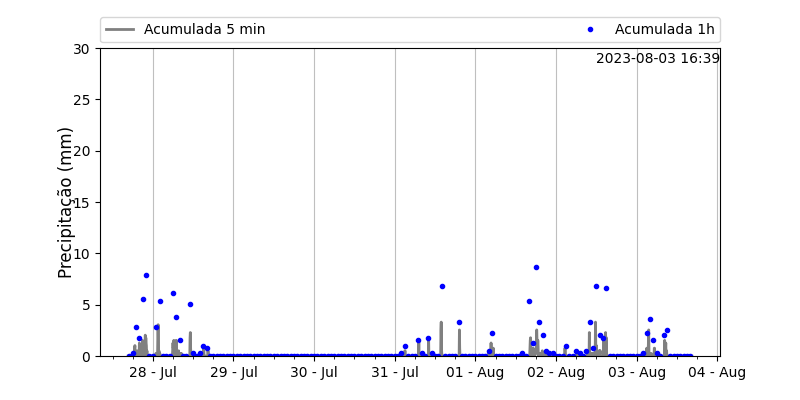 Acumulada 5 min
Acumulada 1h
2023-08-03 16:39
Precipitação (mm)
30
25
20
15
10
5
0
28 - Jul
29 - Jul
30 - Jul
31 - Jul
01 - Aug
02 - Aug
03 - Aug
04 - Aug